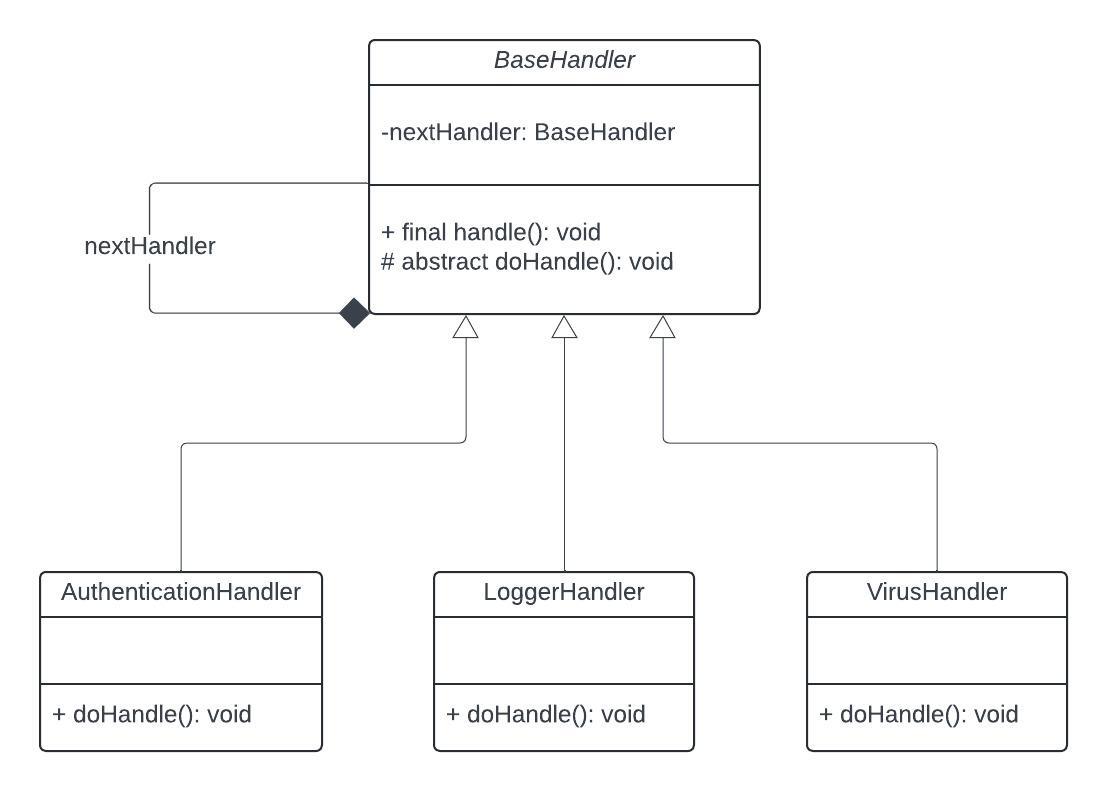 BaseHandler
-nextHandler: BaseHandler
+ final handle(): void
# abstract doHandle(): void
nextHandler
AuthenticationHandler
+ doHandle(): void
LoggerHandler
+ doHandle(): void
VirusHandler
+ doHandle(): void